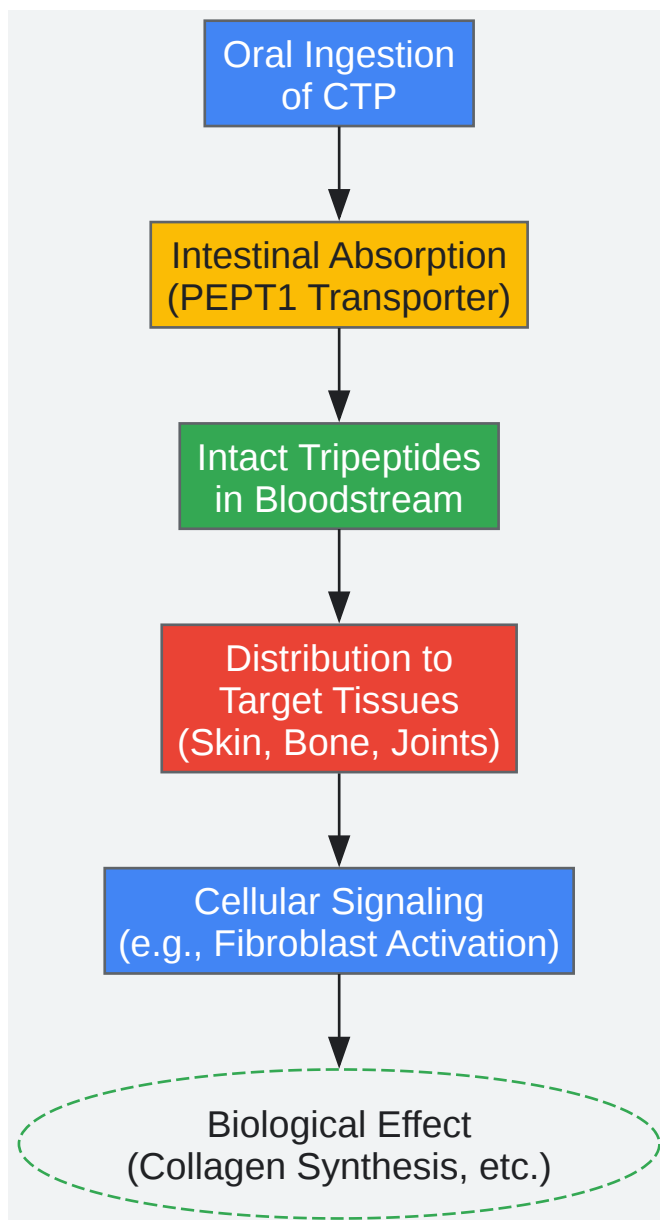 Oral Ingestion
of CTP
Intestinal Absorption
(PEPT1 Transporter)
Intact Tripeptides
in Bloodstream
Distribution to
Target Tissues
(Skin, Bone, Joints)
Cellular Signaling
(e.g., Fibroblast Activation)
Biological Effect
(Collagen Synthesis, etc.)